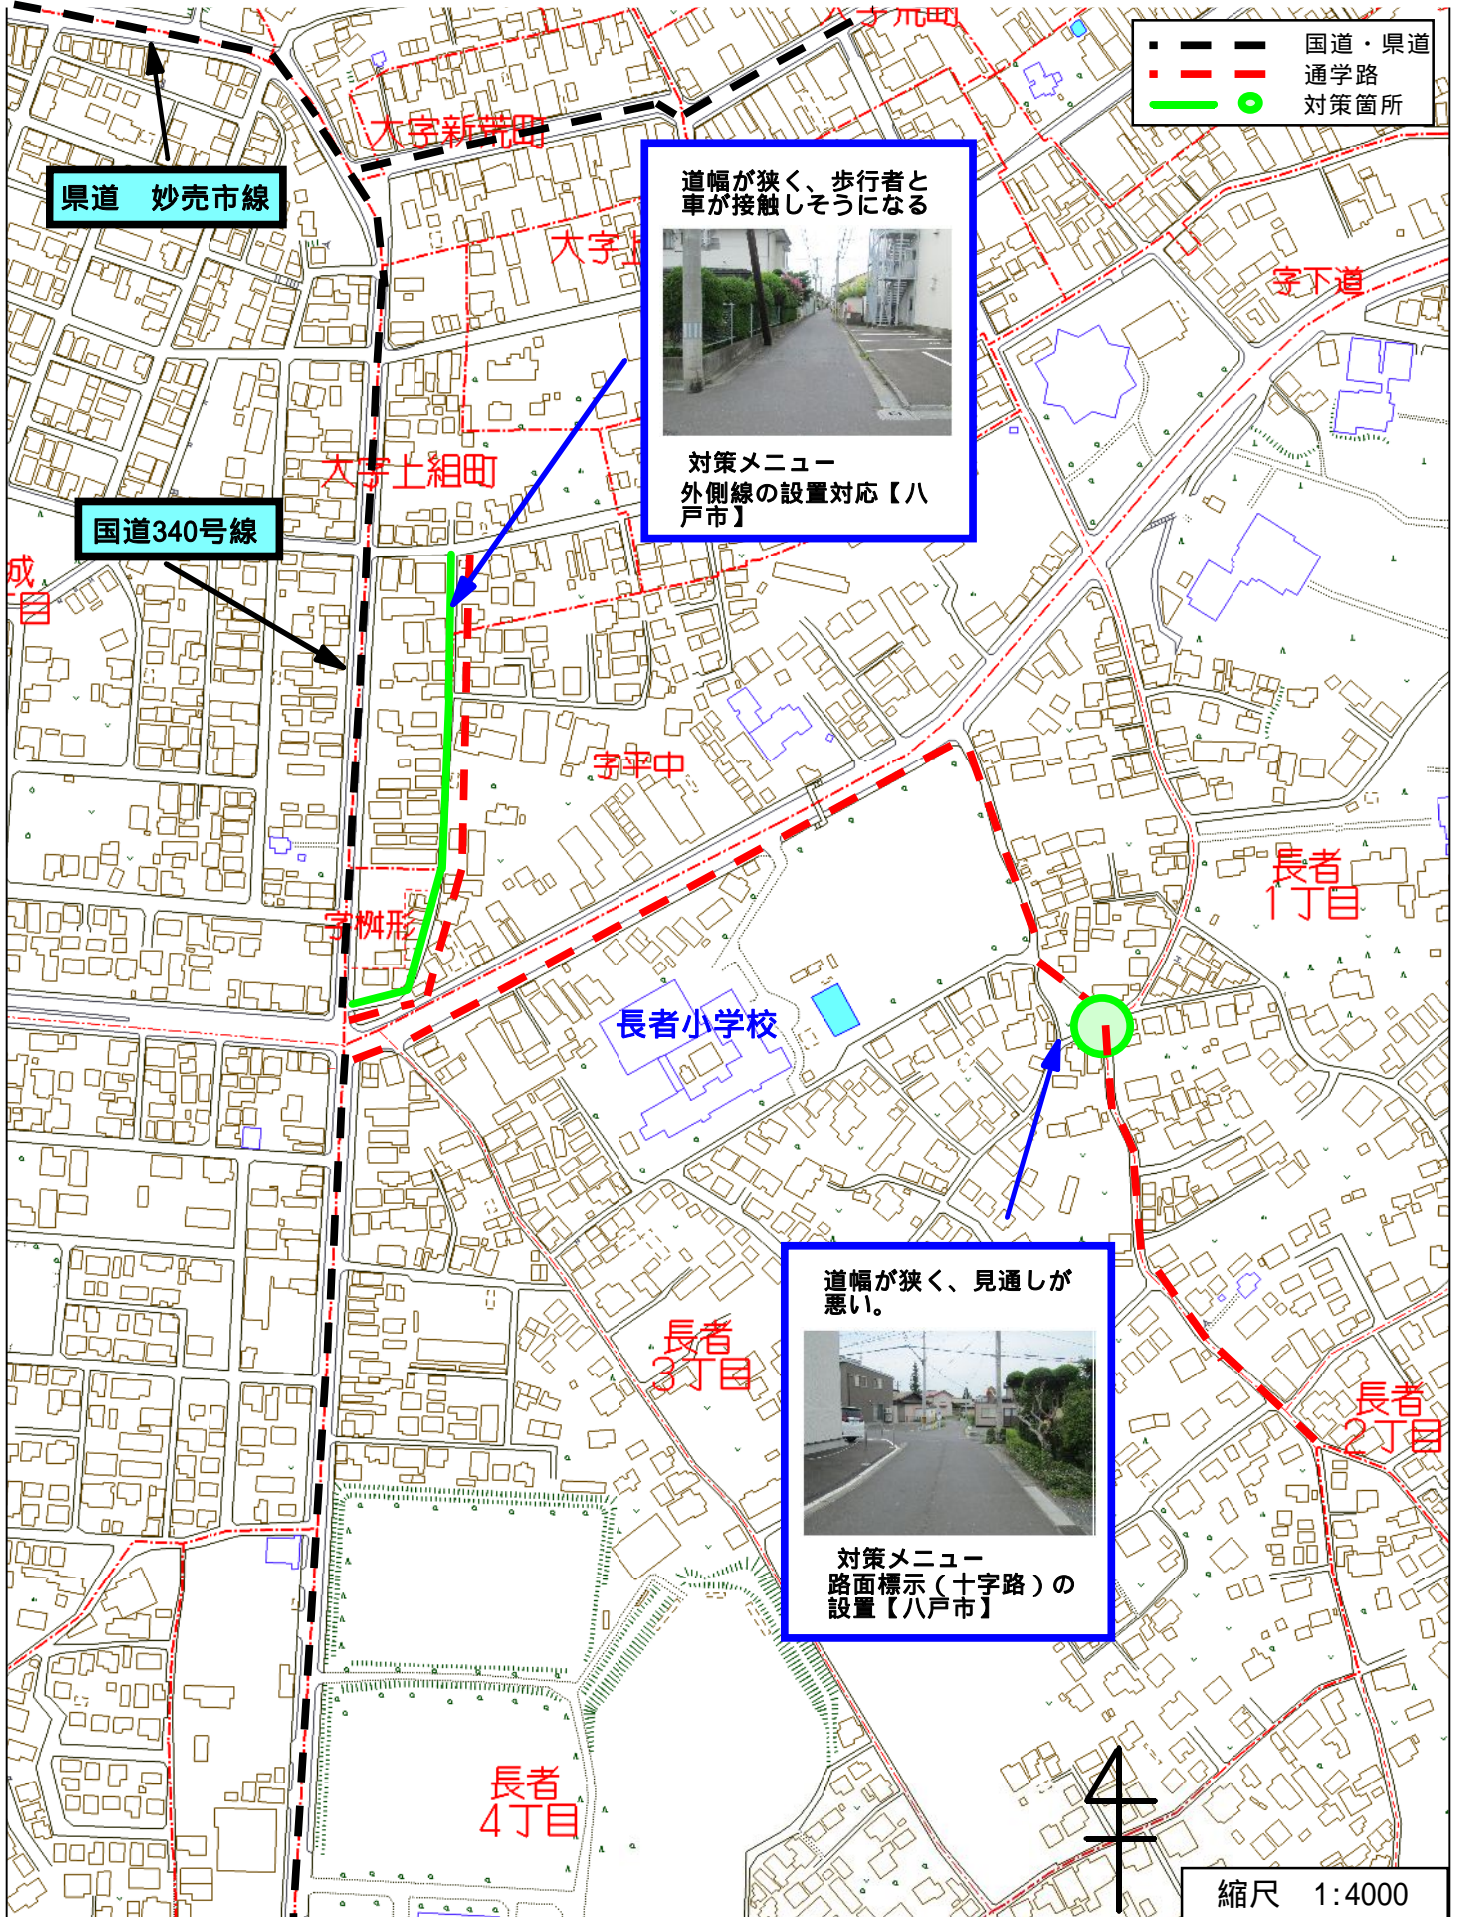 国道・県道
通学路
対策箇所
大字新荒町
県道　妙売市線
道幅が狭く、歩行者と
車が接触しそうになる
字下道
対策メニュー
外側線の設置対応【八
戸市】
大字上組町
国道340号線
字平中
長者
1丁目
字桝形
長者小学校
道幅が狭く、見通しが
悪い。
長者
3丁目
長者
2丁目
対策メニュー
路面標示（十字路）の
設置【八戸市】
長者
4丁目
縮尺　1:4000